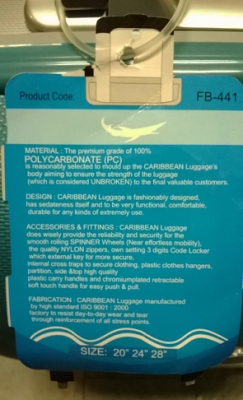 Product Code:
FB-441
MATERIAL : The premium grade of 100%
POLYCARBONATE (PC)
is reasonably selected to mould up the CARIBBEAN Luggage's
body aiming to ensure the strength of the luggage
(which is considered UNBROKEN) to the final valuable customers.
DESIGN : CARIBBEAN Luggage is fashionably designed,
has sedateness itself and to be very functional, comfortable,
durable for any kinds of extremely use.
ACCESSORIES & FITTINGS : CARIBBEAN Luggage
does wisely provide the reliability and security for the
smooth rolling SPINNER Wheels (Near effortless mobility),
the quality NYLON zippers, own setting 3 digits Code Locker
which external key for more secure,
internal cross traps to secure clothing, plastic clothes hangers,
partition, side &top high quality
plastic carry handles and chromeumplated retractable
soft touch handle for easy push & pull.
FABRICATION : CARIBBEAN Luggage manufactured
by high standard ISO 9001 : 2000
factory to resist day-to-day wear and tear
through reinforcement of all stress points.
SIZE: 20" 24" 28"